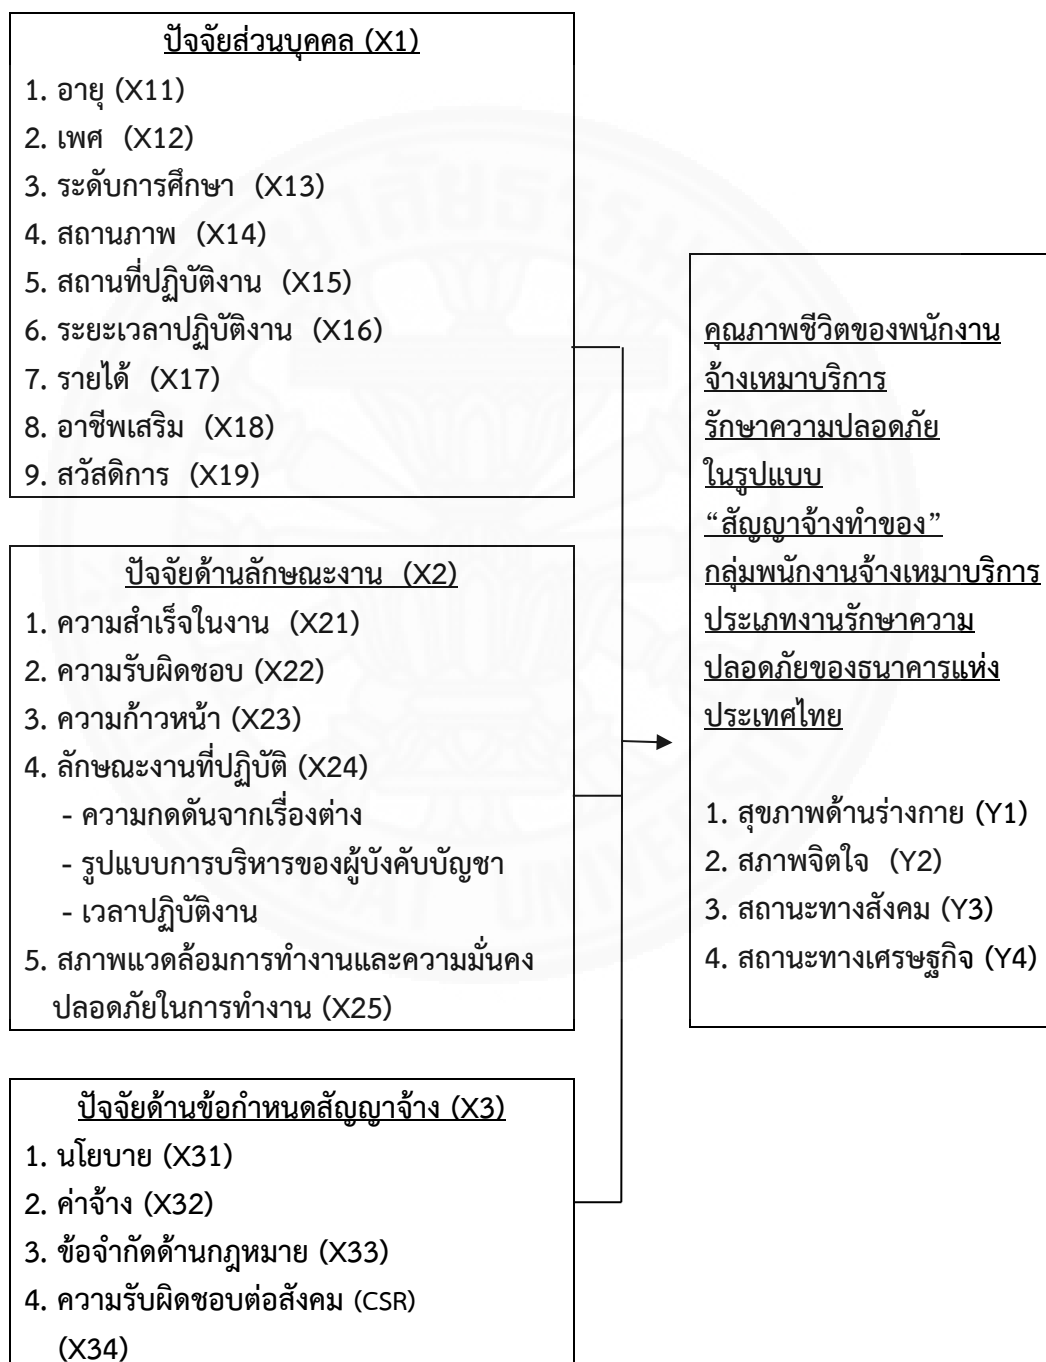 ปัจจัยส่วนบุคคล (X1)
1. อายุ (X11)
2. เพศ (X12)
3. ระดับการศึกษา (X13)
4. สถานภาพ (X14)
5. สถานที่ปฏิบัติงาน (X15)
6. ระยะเวลาปฏิบัติงาน (X16)
7. รายได้ (X17)
8. อาชีพเสริม (X18)
9. สวัสดิการ (X19)
ปัจจัยด้านลักษณะงาน (X2)
1. ความสำเร็จในงาน (X21)
2. ความรับผิดชอบ (X22)
3. ความก้าวหน้า (X23)
4. ลักษณะงานที่ปฏิบัติ (X24)
- ความกดดันจากเรื่องต่าง
- รูปแบบการบริหารของผู้บังคับบัญชา
- เวลาปฏิบัติงาน
5. สภาพแวดล้อมการทำงานและความมั่นคง
ปลอดภัยในการทำงาน (X25)
ปัจจัยด้านข้อกำหนดสัญญาจ้าง (X3)
1. นโยบาย (X31)
2. ค่าจ้าง (X32)
3. ข้อจำกัดด้านกฎหมาย (X33)
4. ความรับผิดชอบต่อสังคม (CSR)
(X34)
คุณภาพชีวิตของพนักงาน
จ้างเหมาบริการ
รักษาความปลอดภัย
ในรูปแบบ
“สัญญาจ้างทำของ”
กลุ่มพนักงานจ้างเหมาบริการ
ประเภทงานรักษาความ
ปลอดภัยของธนาคารแห่ง
ประเทศไทย
1. สุขภาพด้านร่างกาย (Y1)
2. สภาพจิตใจ (Y2)
3. สถานะทางสังคม (Y3)
4. สถานะทางเศรษฐกิจ (Y4)